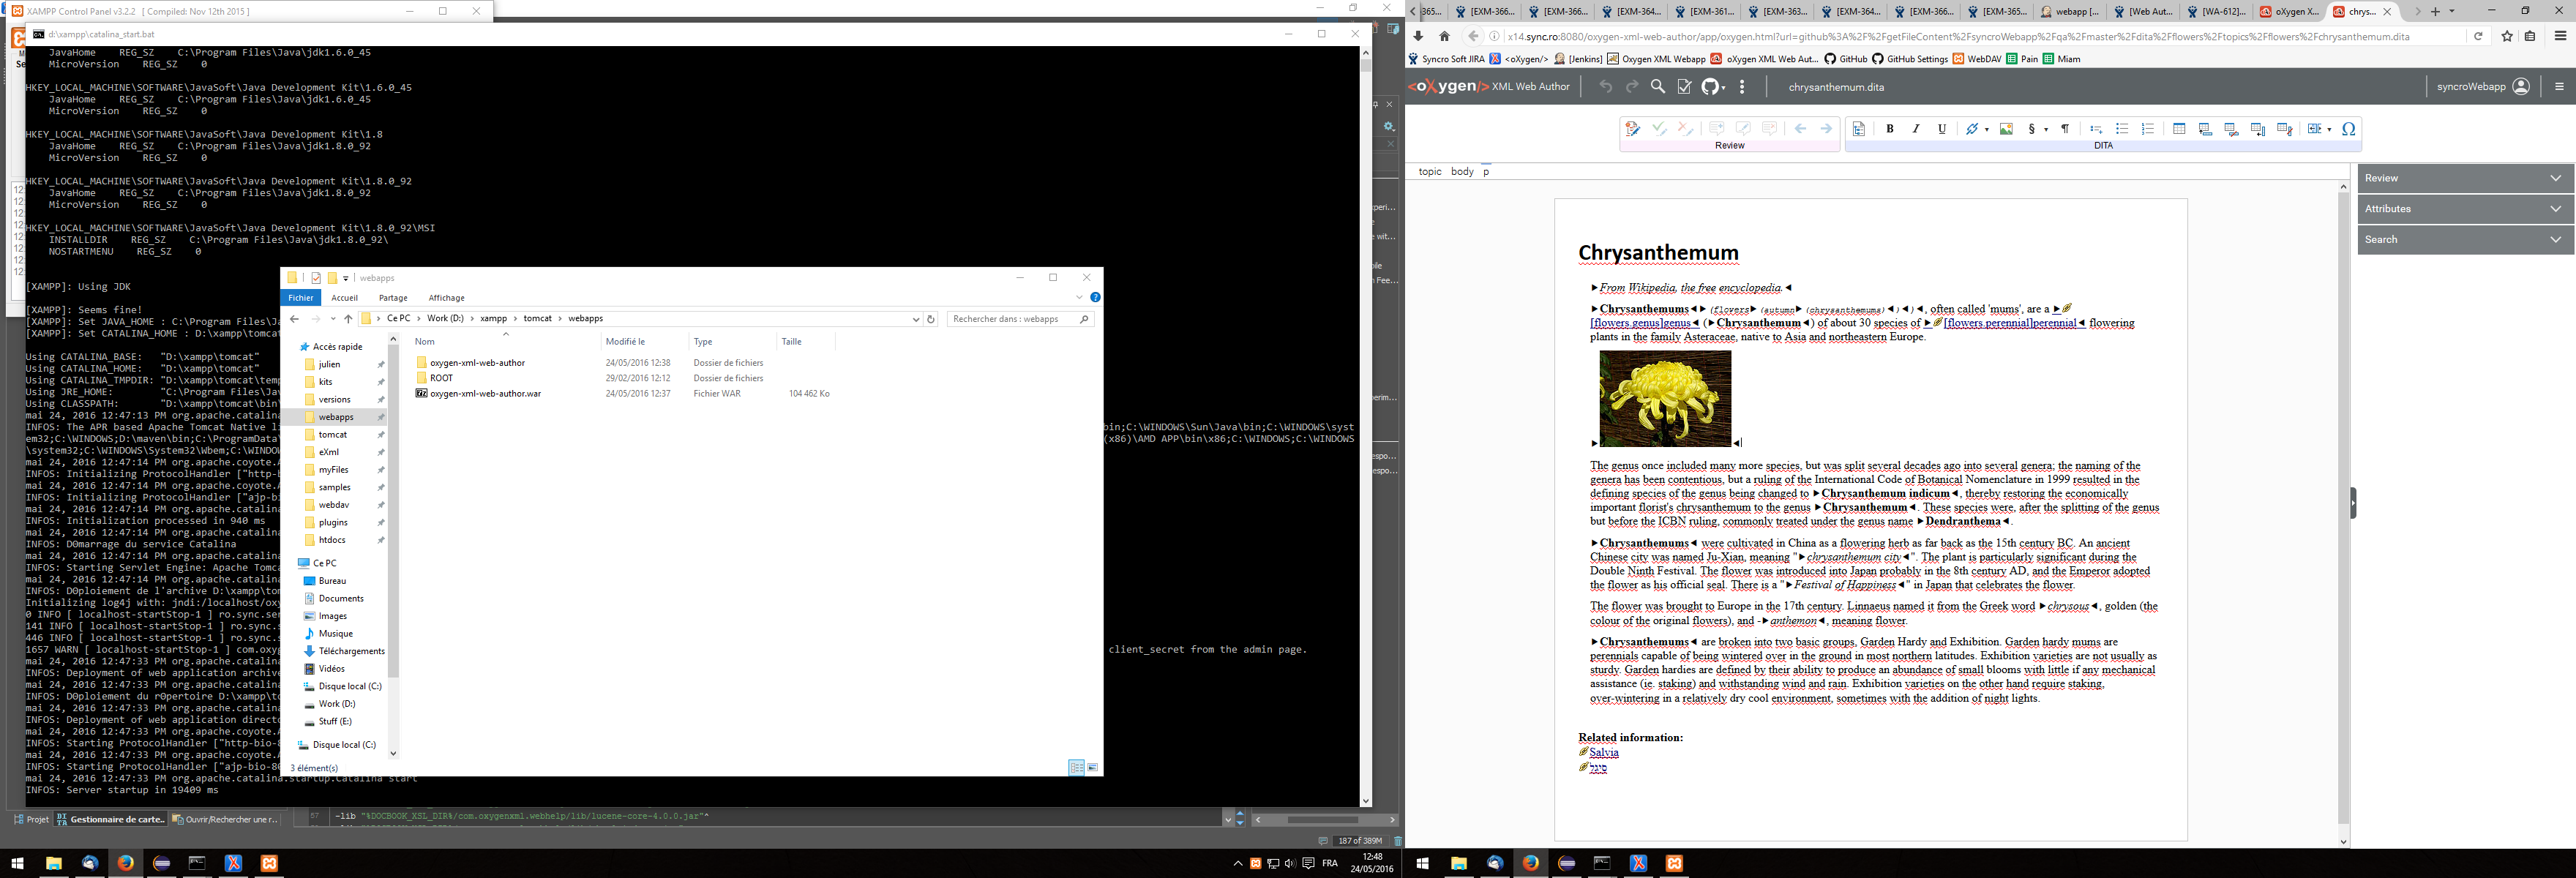 XAMPP Control Panel v3.2.2 [ Compiled: Nov 12th 2015 ]
d:\xampp\catalina_start.bat
JavaHome REG_SZ C:\Program Files\Java\jdk1.6.0_45
MicroVersion REG_SZ 0
HKEY_LOCAL_MACHINE\SOFTWARE\JavaSoft\Java Development Kit\1.6.0_45
JavaHome REG_SZ C:\Program Files\Java\jdk1.6.0_45
MicroVersion REG_SZ 0
HKEY_LOCAL_MACHINE\SOFTWARE\JavaSoft\Java Development Kit\1.8
JavaHome REG_SZ C:\Program Files\Java\jdk1.8.0_92
MicroVersion REG_SZ 0
HKEY_LOCAL_MACHINE\SOFTWARE\JavaSoft\Java Development Kit\1.8.0_92
JavaHome REG_SZ C:\Program Files\Java\jdk1.8.0_92
MicroVersion REG_SZ 0
HKEY_LOCAL_MACHINE\SOFTWARE\JavaSoft\Java Development Kit\1.8.0_92\MSI
INSTALLDIR REG_SZ C:\Program Files\Java\jdk1.8.0_92\
NOSTARTMENU REG_SZ 0
[XAMPP]: Using JDK
[XAMPP]: Seems fine!
[XAMPP]: Set JAVA_HOME : C:\Program Files\Ja
[XAMPP]: Set CATALINA_HOME : D:\xampp\tomcat
Using CATALINA_BASE: "D:\xampp\tomcat"
Using CATALINA_HOME: "D:\xampp\tomcat"
Using CATALINA_TMPDIR: "D:\xampp\tomcat\temp
Using JRE_HOME: "C:\Program Files\Jav
Using CLASSPATH: "D:\xampp\tomcat\bin\
mai 24, 2016 12:47:13 PM org.apache.catalina
INFOS: The APR based Apache Tomcat Native li
bin;C:\WINDOWS\Sun\Java\bin;C:\WINDOWS\syst
em32;C:\WINDOWS;D:\maven\bin;C:\ProgramData\
(x86)\AMD APP\bin\x86;C:\WINDOWS;C:\WINDOWS
\system32;C:\WINDOWS\System32\Wbem;C:\WINDOW
mai 24, 2016 12:47:14 PM org.apache.coyote.A
INFOS: Initializing ProtocolHandler ["http-b
mai 24, 2016 12:47:14 PM org.apache.coyote.A
INFOS: Initializing ProtocolHandler ["ajp-bi
mai 24, 2016 12:47:14 PM org.apache.catalina
INFOS: Initialization processed in 940 ms
mai 24, 2016 12:47:14 PM org.apache.catalina
INFOS: DÚmarrage du service Catalina
mai 24, 2016 12:47:14 PM org.apache.catalina
INFOS: Starting Servlet Engine: Apache Tomca
mai 24, 2016 12:47:14 PM org.apache.catalina
INFOS: DÚploiement de l'archive D:\xampp\tom
Initializing log4j with: jndi:/localhost/oxy
0 INFO [ localhost-startStop-1 ] ro.sync.ser
141 INFO [ localhost-startStop-1 ] ro.sync.s
446 INFO [ localhost-startStop-1 ] ro.sync.s
1657 WARN [ localhost-startStop-1 ] com.oxyg
client_secret from the admin page.
mai 24, 2016 12:47:33 PM org.apache.catalina
INFOS: Deployment of web application archive
mai 24, 2016 12:47:33 PM org.apache.catalina
INFOS: DÚploiement du rÚpertoire D:\xampp\to
mai 24, 2016 12:47:33 PM org.apache.catalina
INFOS: Deployment of web application directo
mai 24, 2016 12:47:33 PM org.apache.coyote.A
INFOS: Starting ProtocolHandler ["http-bio-8
mai 24, 2016 12:47:33 PM org.apache.coyote.A
INFOS: Starting ProtocolHandler ["ajp-bio-80
mai 24, 2016 12:47:33 PM org.apache.catalina.startup.Catalina start
INFOS: Server startup in 19409 ms
webapps
Fichier Accueil Partage Affichage
Ce PC > Work (D:) > xampp > tomcat > webapps
Rechercher dans : webapps
Nom Modifié le Type Taille
oxygen-xml-web-author 24/05/2016 12:38 Dossier de fichiers
ROOT 29/02/2016 12:12 Dossier de fichiers
oxygen-xml-web-author.war 24/05/2016 12:37 Fichier WAR 104 462 Ko
Accès rapide
julien
kits
versions
webapps
tomcat
eXml
myFiles
samples
webdav
plugins
htdocs
Ce PC
Bureau
Documents
Images
Musique
Téléchargements
Vidéos
Disque local (C:)
Work (D:)
Stuff (E:)
Disque local (C:)
3 élément(s)
Projet Gestionnaire de carte.. Ouvrir/Rechercher une r..
57 -lib "%DOCBOOK_XSL_DIR%/com.oxygenxml.webhelp/lib/lucene-core-4.0.0.jar"^
187 of 389M
FRA
12:48
24/05/2016
365... [EXM-366... [EXM-366... [EXM-364... [EXM-361... [EXM-363... [EXM-364... [EXM-366... [EXM-365... webapp [... [Web Aut... [WA-612]... oXygen X... chrys...
x14.sync.ro:8080/oxygen-xml-web-author/app/oxygen.html?url=github%3A%2F%2FgetFileContent%2FsyncroWebapp%2Fqa%2Fmaster%2Fdita%2Fflowers%2Ftopics%2Fflowers%2Fchrysanthemum.dita
Syncro Soft JIRA <oXygen/> [Jenkins] Oxygen XML Webapp oXygen XML Web Aut... GitHub GitHub Settings WebDAV Pain Miam
<oXygen/> XML Web Author chrysanthemum.dita syncroWebapp
B I U § ¶ Ω
Review DITA
topic body p
Review
Attributes
Search
Chrysanthemum
From Wikipedia, the free encyclopedia.
Chrysanthemums (flowers (autumn (chrysanthemums) ) ) , often called 'mums', are a
[flowers.genus]genus (Chrysanthemum) of about 30 species of [flowers.perennial]perennial flowering
plants in the family Asteraceae, native to Asia and northeastern Europe.
The genus once included many more species, but was split several decades ago into several genera; the naming of the
genera has been contentious, but a ruling of the International Code of Botanical Nomenclature in 1999 resulted in the
defining species of the genus being changed to Chrysanthemum indicum, thereby restoring the economically
important florist's chrysanthemum to the genus Chrysanthemum. These species were, after the splitting of the genus
but before the ICBN ruling, commonly treated under the genus name Dendranthema.
Chrysanthemums were cultivated in China as a flowering herb as far back as the 15th century BC. An ancient
Chinese city was named Ju-Xian, meaning "chrysanthemum city". The plant is particularly significant during the
Double Ninth Festival. The flower was introduced into Japan probably in the 8th century AD, and the Emperor adopted
the flower as his official seal. There is a "Festival of Happiness" in Japan that celebrates the flower.
The flower was brought to Europe in the 17th century. Linnaeus named it from the Greek word chrysous, golden (the
colour of the original flowers), and -anthemon, meaning flower.
Chrysanthemums are broken into two basic groups, Garden Hardy and Exhibition. Garden hardy mums are
perennials capable of being wintered over in the ground in most northern latitudes. Exhibition varieties are not usually as
sturdy. Garden hardies are defined by their ability to produce an abundance of small blooms with little if any mechanical
assistance (ie. staking) and withstanding wind and rain. Exhibition varieties on the other hand require staking,
over-wintering in a relatively dry cool environment, sometimes with the addition of night lights.
Related information:
Salvia
סיגל